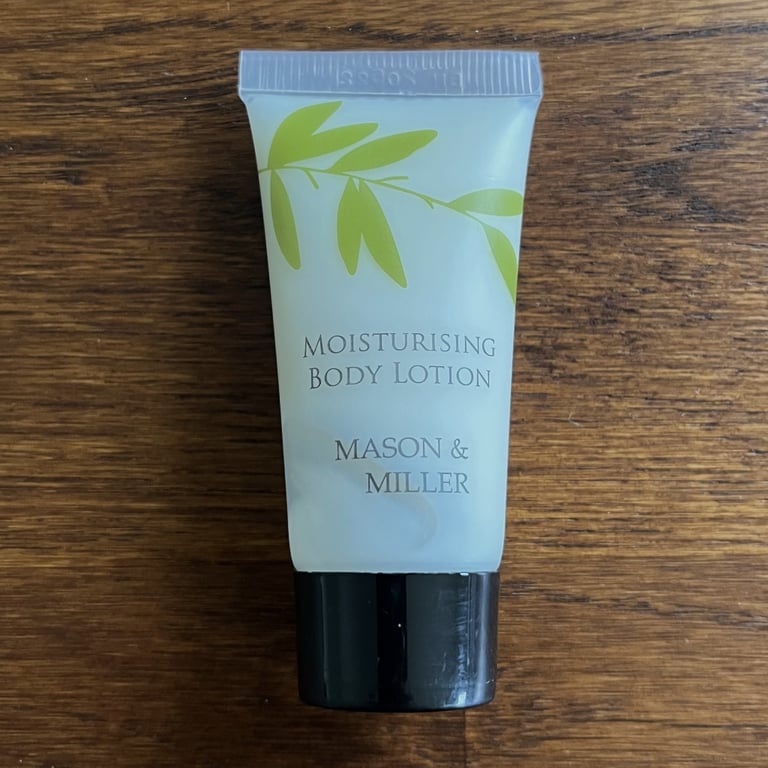 MOISTURISING
BODY LOTION
MASON &
MILLER